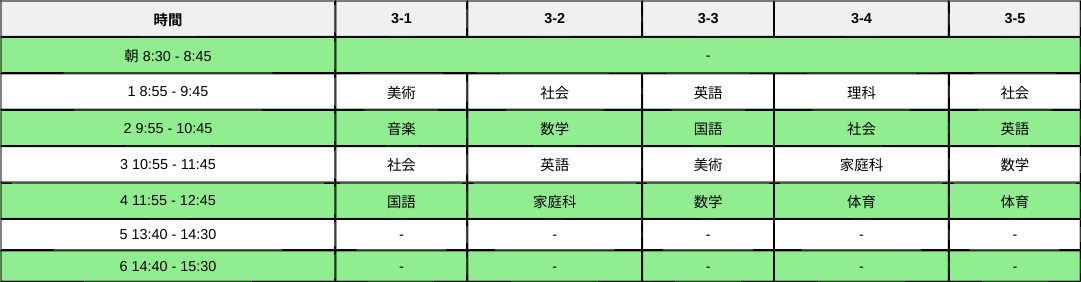 時間 3-1 3-2 3-3 3-4 3-5
朝 8:30 - 8:45 -
1 8:55 - 9:45 美術 社会 英語 理科 社会
2 9:55 - 10:45 音楽 数学 国語 社会 英語
3 10:55 - 11:45 社会 英語 美術 家庭科 数学
4 11:55 - 12:45 国語 家庭科 数学 体育 体育
5 13:40 - 14:30 - - - - -
6 14:40 - 15:30 - - - - -